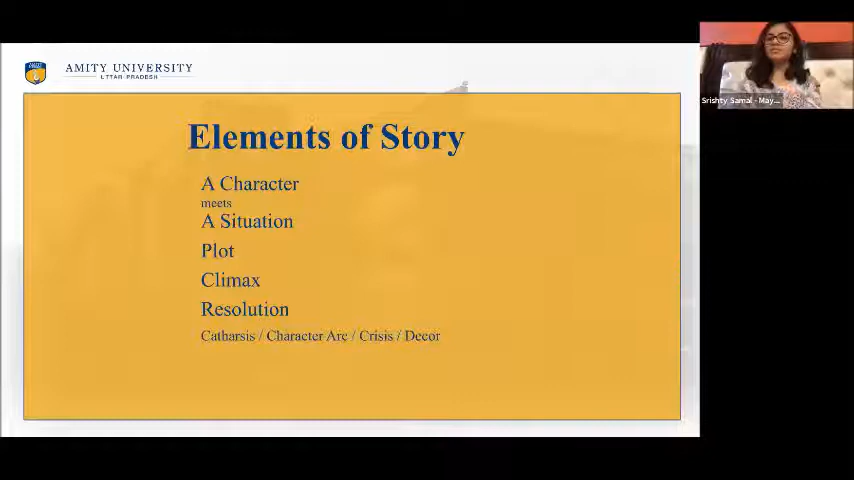 AMITY UNIVERSITY
UTTAR PRADESH
Elements of Story
A Character
meets
A Situation
Plot
Climax
Resolution
Catharsis / Character Arc / Crisis / Decor
Srishty Samal - May...